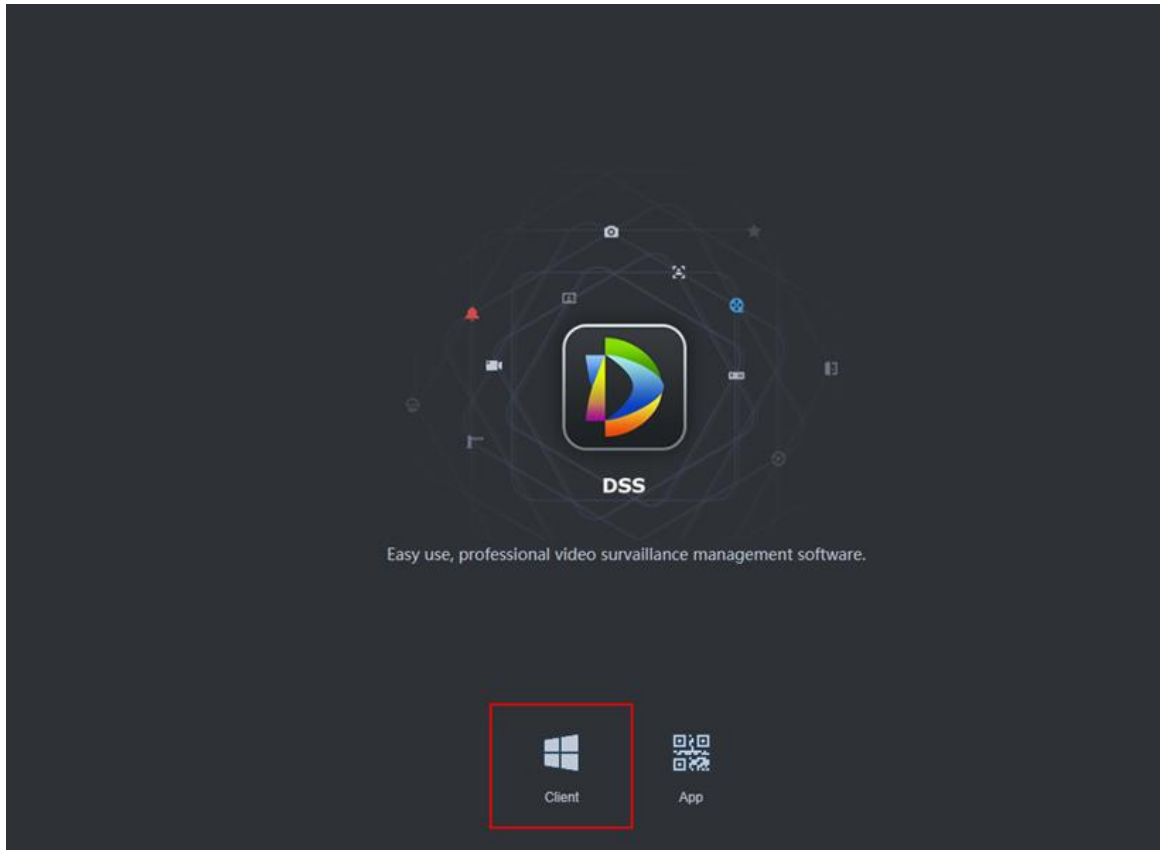 DSS
Easy use, professional video survaillance management software.
Client
App